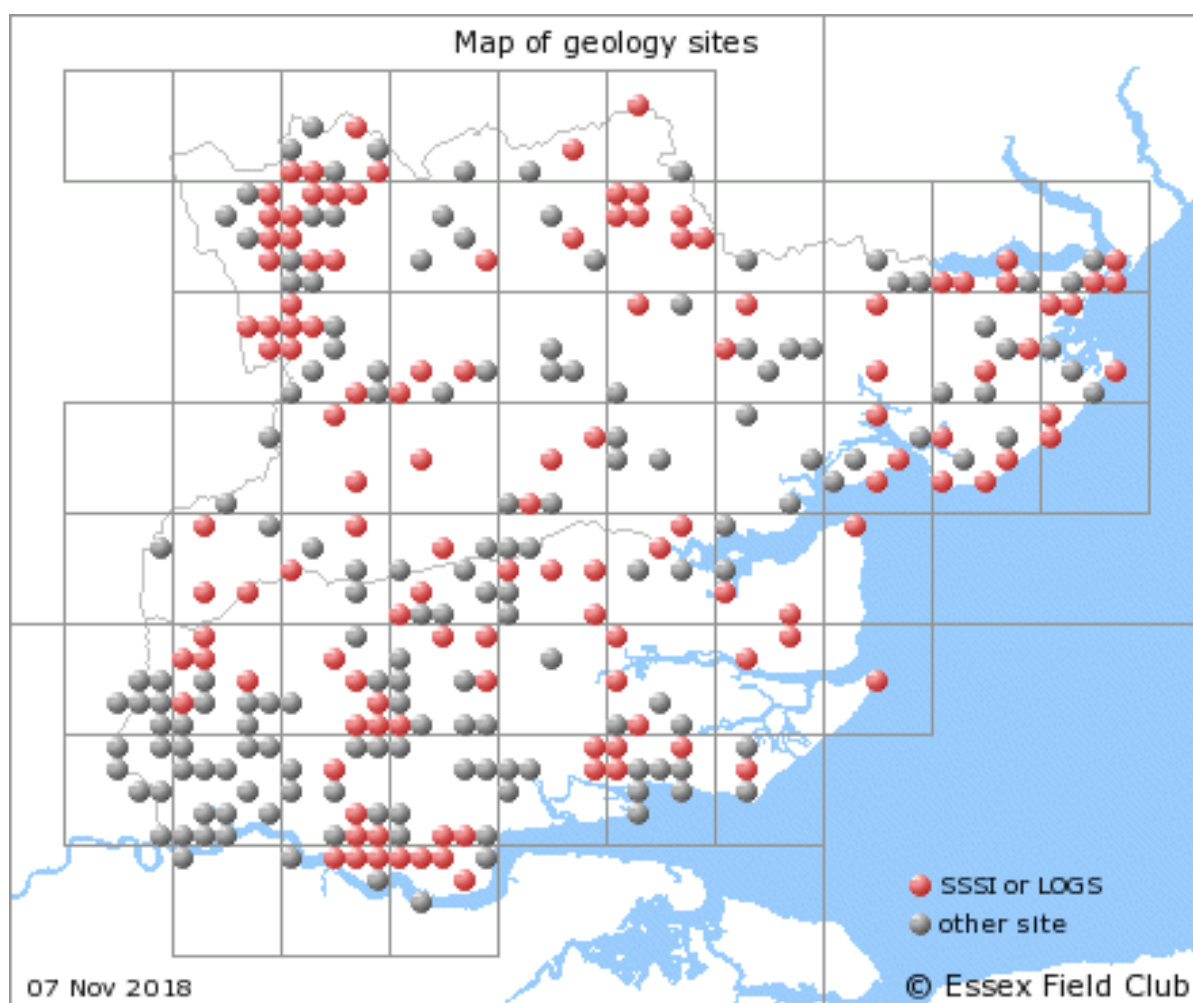 Map of geology sites
SSSI or LOGS
other site
07 Nov 2018
© Essex Field Club